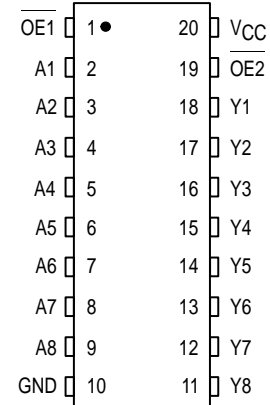 OE1 1 20 VCC
A1 2 19 OE2
A2 3 18 Y1
A3 4 17 Y2
A4 5 16 Y3
A5 6 15 Y4
A6 7 14 Y5
A7 8 13 Y6
A8 9 12 Y7
GND 10 11 Y8